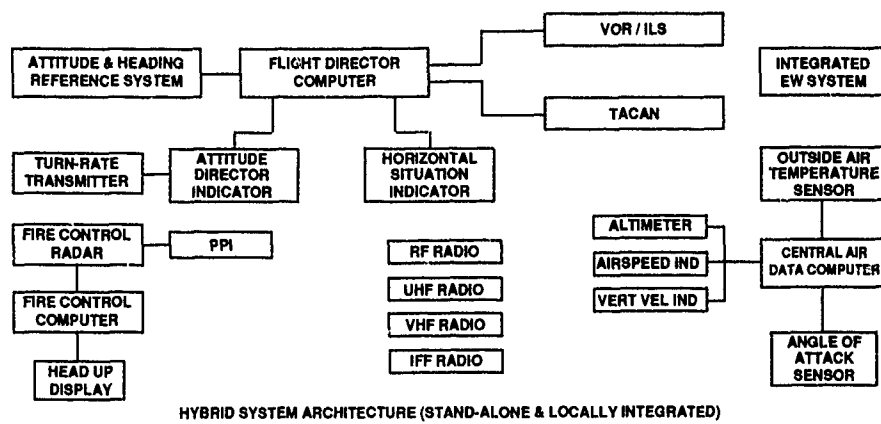 VOR / ILS
ATTITUDE & HEADING
REFERENCE SYSTEM
FLIGHT DIRECTOR
COMPUTER
INTEGRATED
EW SYSTEM
TACAN
TURN-RATE
TRANSMITTER
ATTITUDE
DIRECTOR
INDICATOR
HORIZONTAL
SITUATION
INDICATOR
OUTSIDE AIR
TEMPERATURE
SENSOR
FIRE CONTROL
RADAR
PPI
RF RADIO
UHF RADIO
VHF RADIO
IFF RADIO
ALTIMETER
AIRSPEED IND
VERT VEL IND
CENTRAL AIR
DATA COMPUTER
FIRE CONTROL
COMPUTER
HEAD UP
DISPLAY
ANGLE OF
ATTACK
SENSOR
HYBRID SYSTEM ARCHITECTURE (STAND-ALONE & LOCALLY INTEGRATED)